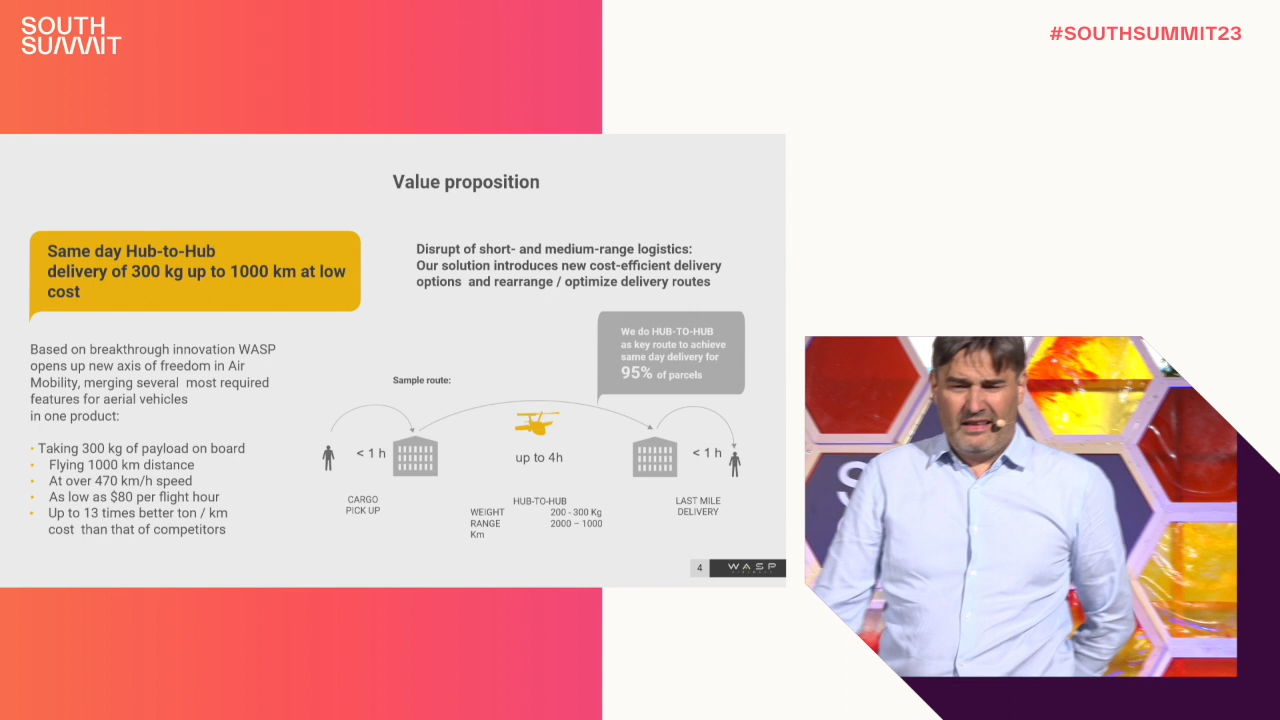 SOUTH
SUMMIT
#SOUTHSUMMIT23
Value proposition
Same day Hub-to-Hub
delivery of 300 kg up to 1000 km at low
cost
Disrupt of short- and medium-range logistics:
Our solution introduces new cost-efficient delivery
options and rearrange / optimize delivery routes
We do HUB-TO-HUB
as key route to achieve
same day delivery for
95% of parcels
Based on breakthrough innovation WASP
opens up new axis of freedom in Air
Mobility, merging several most required
features for aerial vehicles
in one product:
• Taking 300 kg of payload on board
• Flying 1000 km distance
• At over 470 km/h speed
• As low as $80 per flight hour
• Up to 13 times better ton / km
cost than that of competitors
Sample route:
< 1 h
up to 4h
< 1 h
CARGO
PICK UP
HUB-TO-HUB
WEIGHT 200 - 300 Kg
RANGE 2000 – 1000
Km
LAST MILE
DELIVERY
4 WASP
S